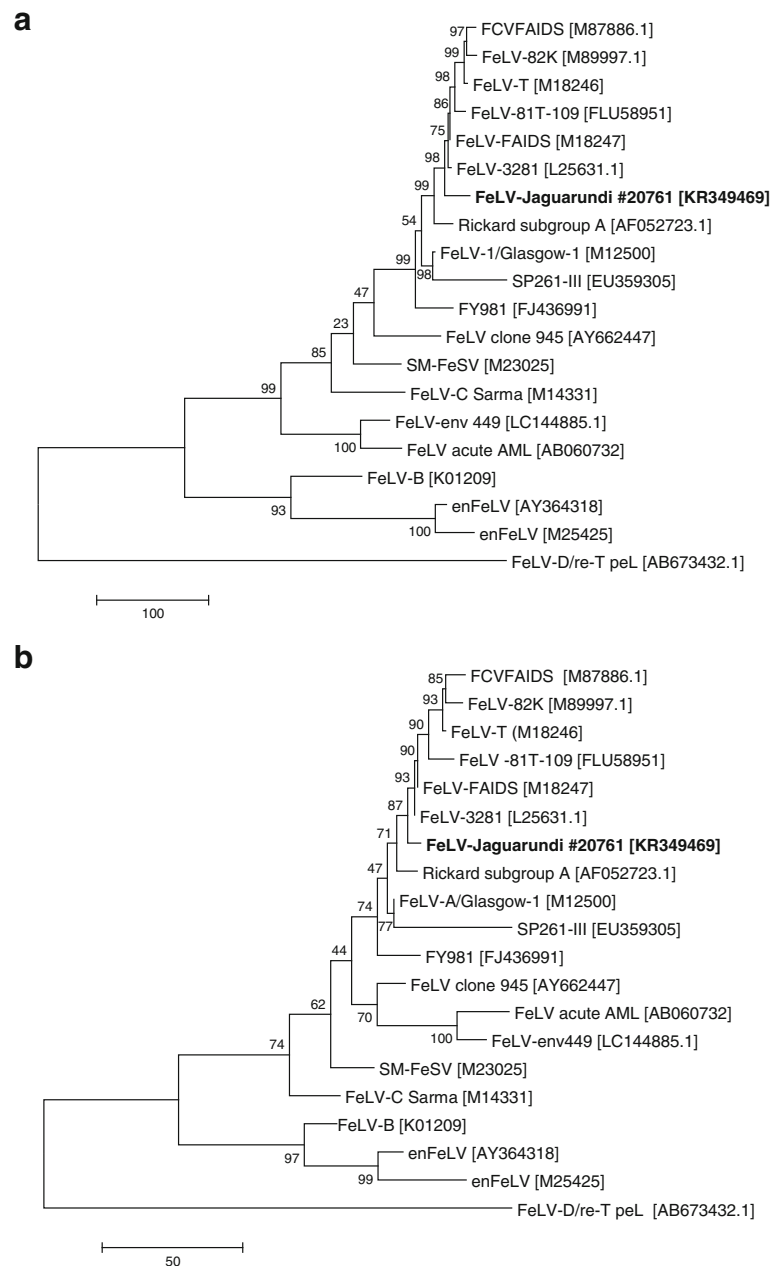 a
97
FCVFAIDS [M87886.1]
99
FeLV-82K [M89997.1]
98
FeLV-T [M18246]
86
FeLV-81T-109 [FLU58951]
75
FeLV-FAIDS [M18247]
98
FeLV-3281 [L25631.1]
99
FeLV-Jaguarundi #20761 [KR349469]
54
Rickard subgroup A [AF052723.1]
99
FeLV-1/Glasgow-1 [M12500]
98
SP261-III [EU359305]
47
FY981 [FJ436991]
23
FeLV clone 945 [AY662447]
85
SM-FeSV [M23025]
99
FeLV-C Sarma [M14331]
FeLV-env 449 [LC144885.1]
100
FeLV acute AML [AB060732]
FeLV-B [K01209]
93
enFeLV [AY364318]
100
enFeLV [M25425]
FeLV-D/re-T peL [AB673432.1]
100
b
85
FCVFAIDS [M87886.1]
93
FeLV-82K [M89997.1]
90
FeLV-T (M18246]
90
FeLV -81T-109 [FLU58951]
93
FeLV-FAIDS [M18247]
87
FeLV-3281 [L25631.1]
71
FeLV-Jaguarundi #20761 [KR349469]
47
Rickard subgroup A [AF052723.1]
74
FeLV-A/Glasgow-1 [M12500]
77
SP261-III [EU359305]
44
FY981 [FJ436991]
FeLV clone 945 [AY662447]
62
70
FeLV acute AML [AB060732]
100
FeLV-env449 [LC144885.1]
74
SM-FeSV [M23025]
FeLV-C Sarma [M14331]
FeLV-B [K01209]
97
enFeLV [AY364318]
99
enFeLV [M25425]
FeLV-D/re-T peL [AB673432.1]
50